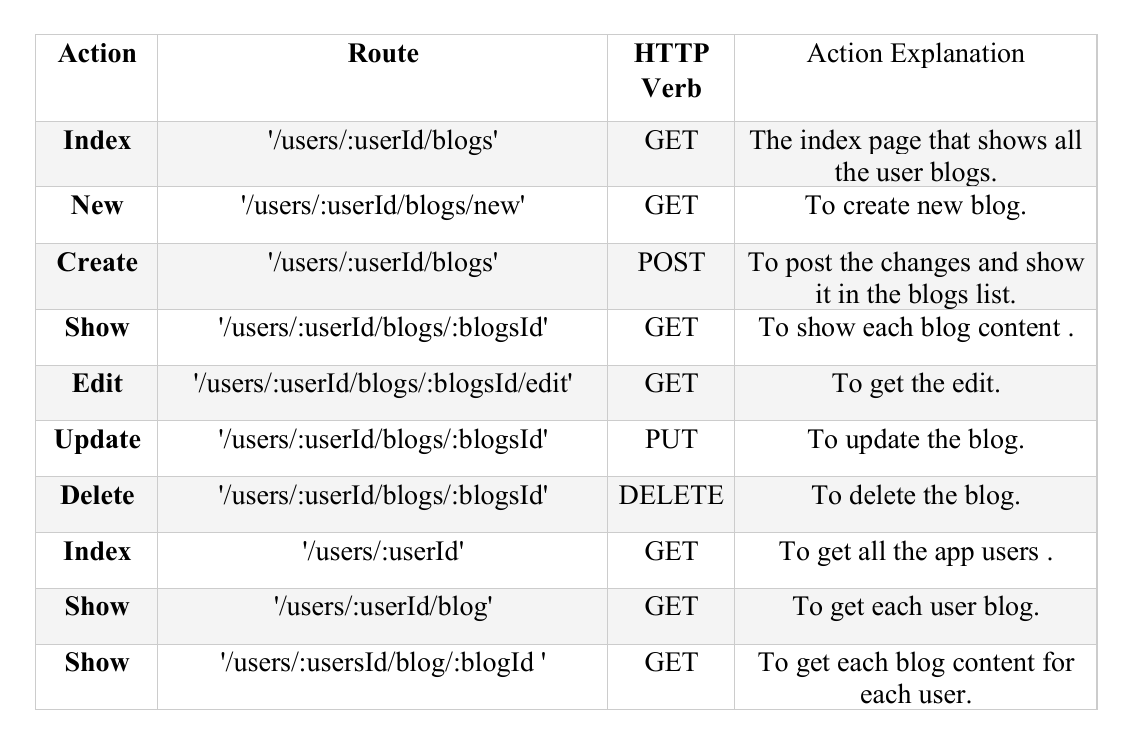 Action Route HTTP Verb Action Explanation
Index '/users/:userId/blogs' GET The index page that shows all
the user blogs.
New '/users/:userId/blogs/new' GET To create new blog.
Create '/users/:userId/blogs' POST To post the changes and show
it in the blogs list.
Show '/users/:userId/blogs/:blogsId' GET To show each blog content .
Edit '/users/:userId/blogs/:blogsId/edit' GET To get the edit.
Update '/users/:userId/blogs/:blogsId' PUT To update the blog.
Delete '/users/:userId/blogs/:blogsId' DELETE To delete the blog.
Index '/users/:userId' GET To get all the app users .
Show '/users/:userId/blog' GET To get each user blog.
Show '/users/:usersId/blog/:blogId ' GET To get each blog content for
each user.